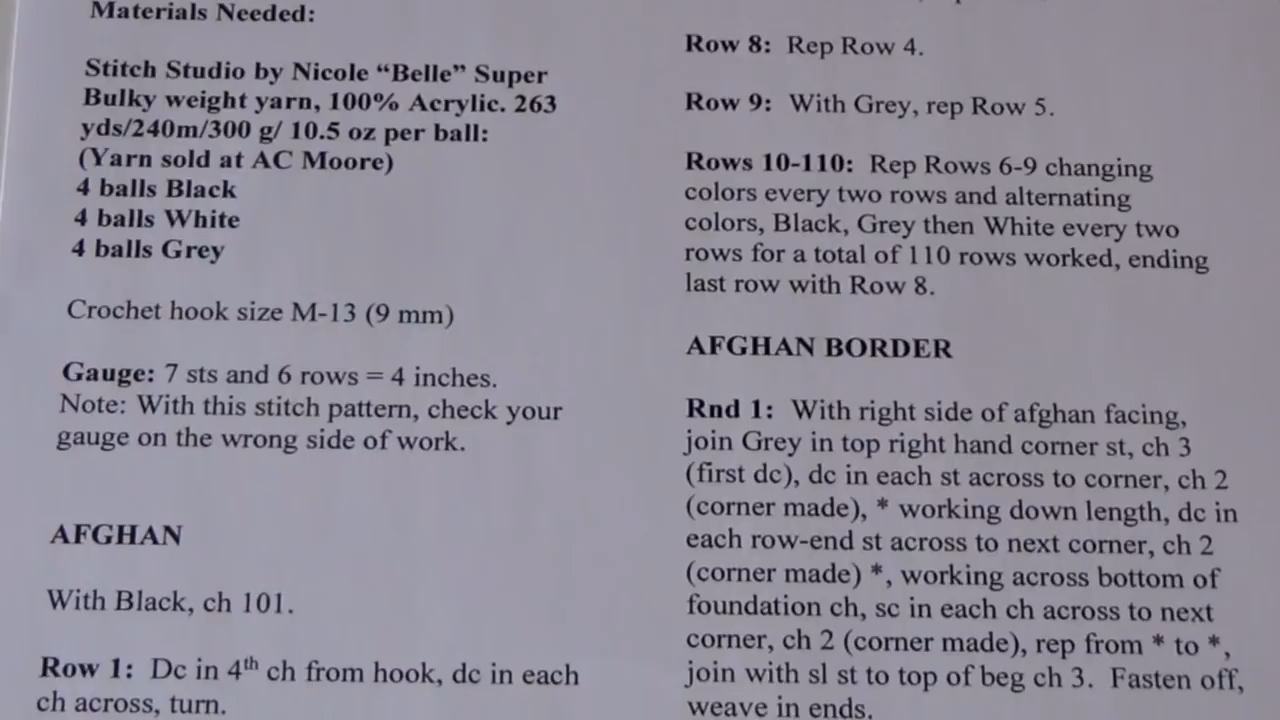 Materials Needed:
Stitch Studio by Nicole “Belle” Super
Bulky weight yarn, 100% Acrylic. 263
yds/240m/300 g/ 10.5 oz per ball:
(Yarn sold at AC Moore)
4 balls Black
4 balls White
4 balls Grey
Crochet hook size M-13 (9 mm)
Gauge: 7 sts and 6 rows = 4 inches.
Note: With this stitch pattern, check your
gauge on the wrong side of work.
AFGHAN
With Black, ch 101.
Row 1: Dc in 4th ch from hook, dc in each
ch across, turn.
Row 8: Rep Row 4.
Row 9: With Grey, rep Row 5.
Rows 10-110: Rep Rows 6-9 changing
colors every two rows and alternating
colors, Black, Grey then White every two
rows for a total of 110 rows worked, ending
last row with Row 8.
AFGHAN BORDER
Rnd 1: With right side of afghan facing,
join Grey in top right hand corner st, ch 3
(first dc), dc in each st across to corner, ch 2
(corner made), * working down length, dc in
each row-end st across to next corner, ch 2
(corner made) *, working across bottom of
foundation ch, sc in each ch across to next
corner, ch 2 (corner made), rep from * to *,
join with sl st to top of beg ch 3. Fasten off,
weave in ends.